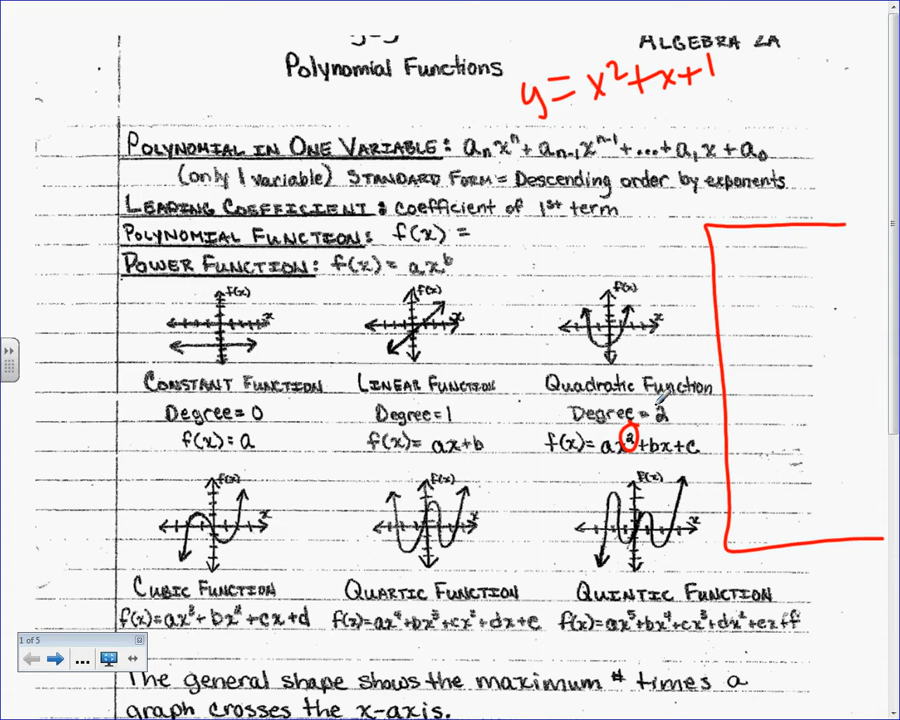 ALGEBRA 2A
Polynomial Functions
y = x² + x + 1
POLYNOMIAL IN ONE VARIABLE: aₙxⁿ + aₙ₋₁xⁿ⁻¹ + ... + a₁x + a₀
(only 1 variable) STANDARD FORM = Descending order by exponents
LEADING COEFFICIENT: coefficient of 1st term
POLYNOMIAL FUNCTION: f(x) =
POWER FUNCTION: f(x) = axᵇ
f(x) x f(x) x f(x) x
CONSTANT FUNCTION LINEAR FUNCTION Quadratic Function
Degree = 0 Degree = 1 Degree = 2
f(x) = a f(x) = ax + b f(x) = ax² + bx + c
f(x) x f(x) x f(x) x
CUBIC FUNCTION QUARTIC FUNCTION QUINTIC FUNCTION
f(x) = ax³ + bx² + cx + d f(x) = ax⁴ + bx³ + cx² + dx + e f(x) = ax⁵ + bx⁴ + cx³ + dx² + ex + f
1 of 5
The general shape shows the maximum # times a
graph crosses the x-axis.